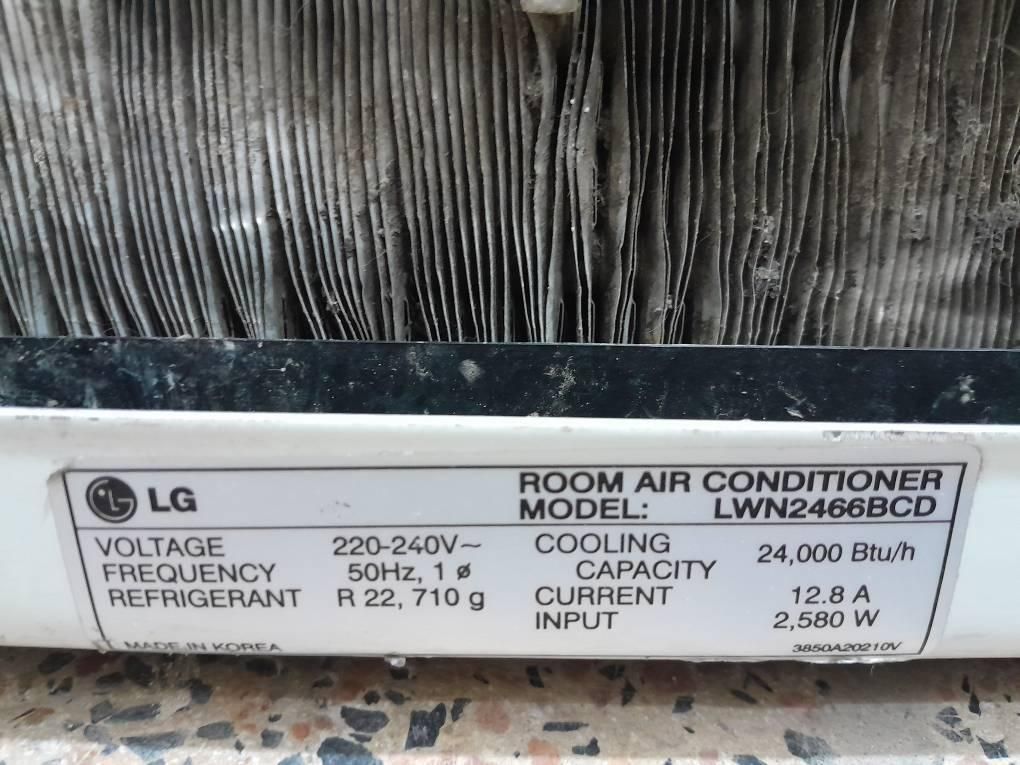 LG
ROOM AIR CONDITIONER
MODEL: LWN2466BCD
VOLTAGE 220-240V~
FREQUENCY 50Hz, 1 ø
REFRIGERANT R 22, 710 g
COOLING CAPACITY 24,000 Btu/h
CURRENT 12.8 A
INPUT 2,580 W
MADE IN KOREA
3850A20210V